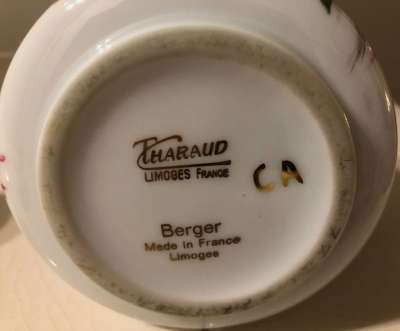 THARAUD
LIMOGES FRANCE
CA
Berger
Made in France
Limoges